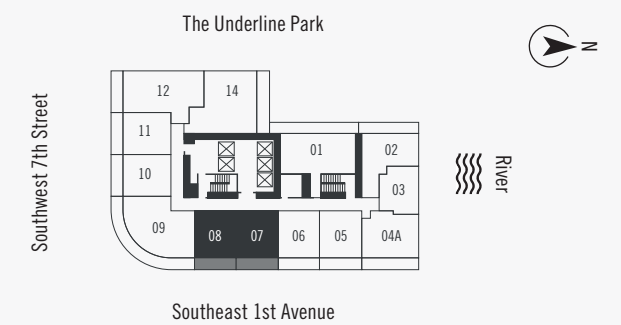 The Underline Park
N
Southwest 7th Street
12
14
11
01
02
10
03
09
08
07
06
05
04A
River
Southeast 1st Avenue